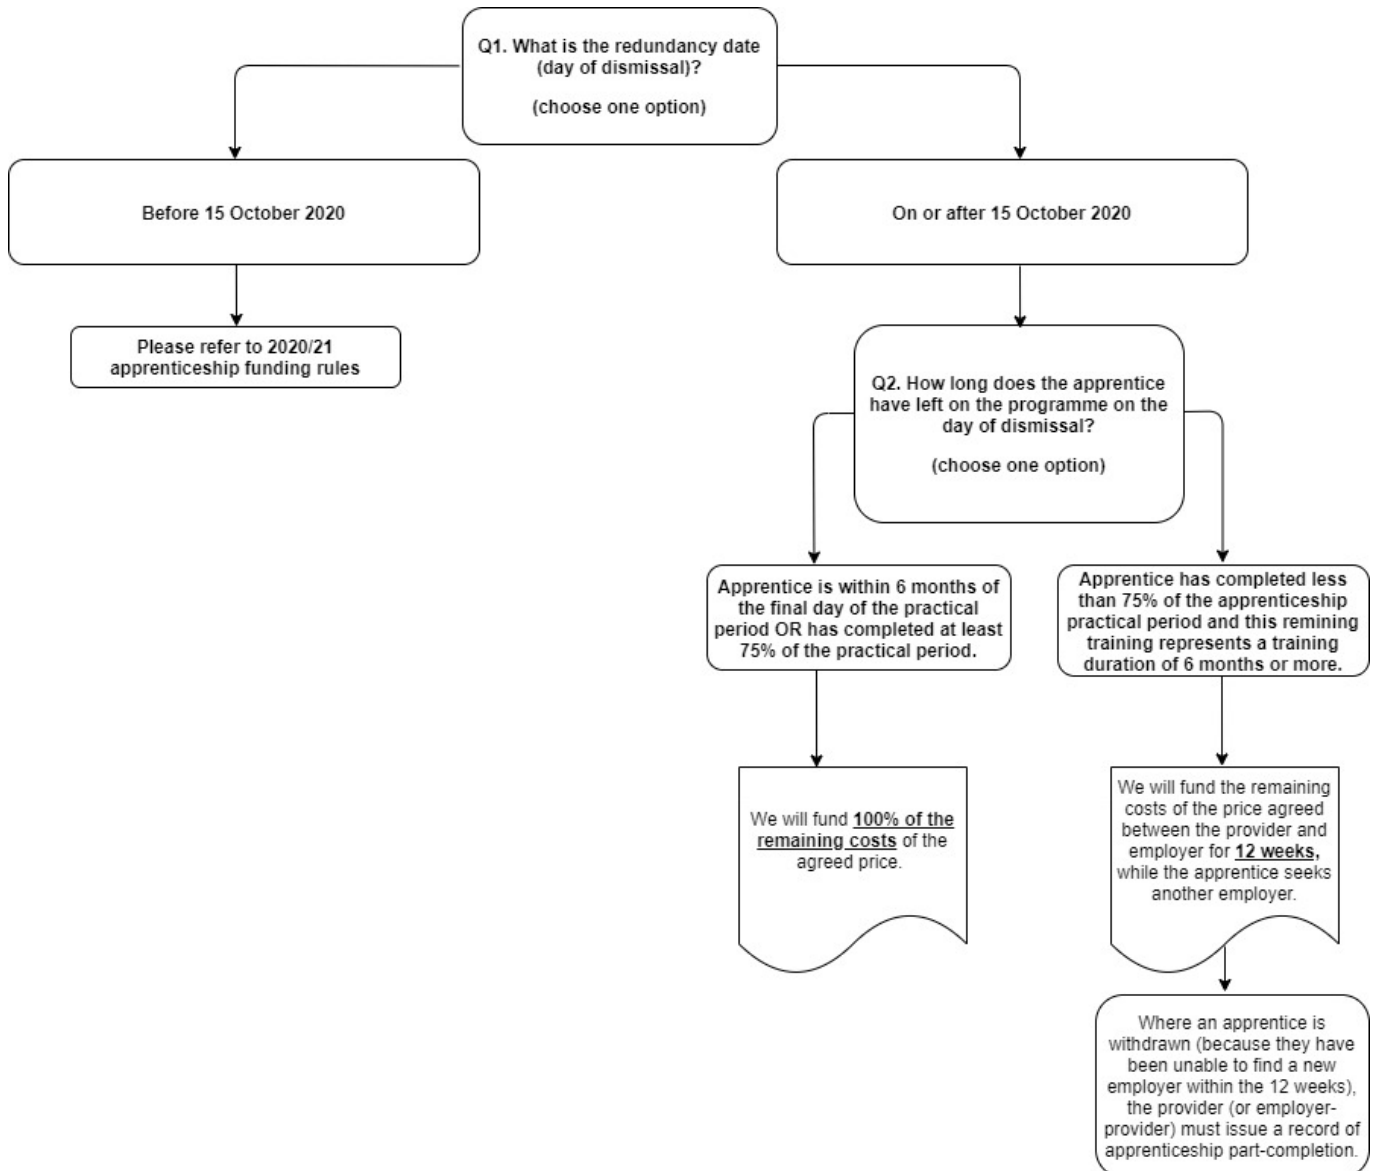 Q1. What is the redundancy date
(day of dismissal)?
(choose one option)
Before 15 October 2020
On or after 15 October 2020
Please refer to 2020/21
apprenticeship funding rules
Q2. How long does the apprentice
have left on the programme on the
day of dismissal?
(choose one option)
Apprentice is within 6 months of
the final day of the practical
period OR has completed at least
75% of the practical period.
Apprentice has completed less
than 75% of the apprenticeship
practical period and this remining
training represents a training
duration of 6 months or more.
We will fund 100% of the
remaining costs of the
agreed price.
We will fund the remaining
costs of the price agreed
between the provider and
employer for 12 weeks,
while the apprentice seeks
another employer.
Where an apprentice is
withdrawn (because they have
been unable to find a new
employer within the 12 weeks),
the provider (or employer-
provider) must issue a record of
apprenticeship part-completion.